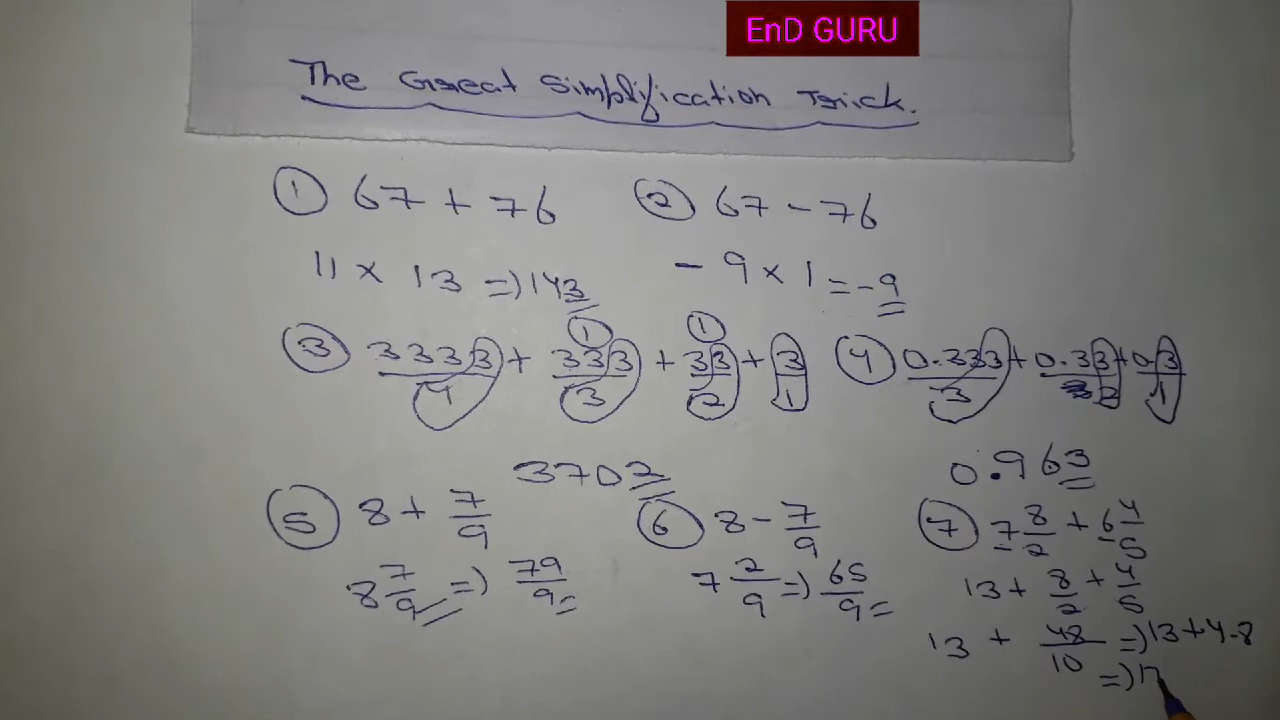 EnD GURU
The Great Simplification Trick.
① 67 + 76
11 × 13 ⇒ 143
② 67 - 76
- 9 × 1 = -9
③ 3333/4 + 333/3 + 33/2 + 3/1
① ①
3702
④ 0.333/3 + 0.33/2 + 0.3/1
0.963
⑤ 8 + 7/9
8 7/9 ⇒ 79/9
⑥ 8 - 7/9
7 2/9 ⇒ 65/9
⑦ 7 8/2 + 6 4/5
13 + 8/2 + 4/5
13 + 48/10 ⇒ 13 + 4.8
⇒ 17